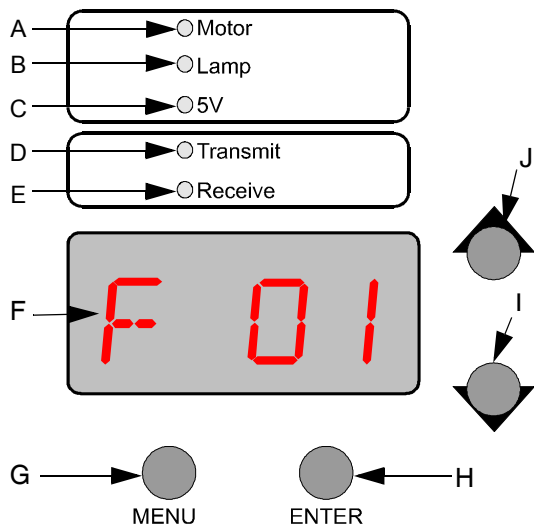 A Motor
B Lamp
C 5V
D Transmit
E Receive
J
F F 01
I
G H
MENU ENTER